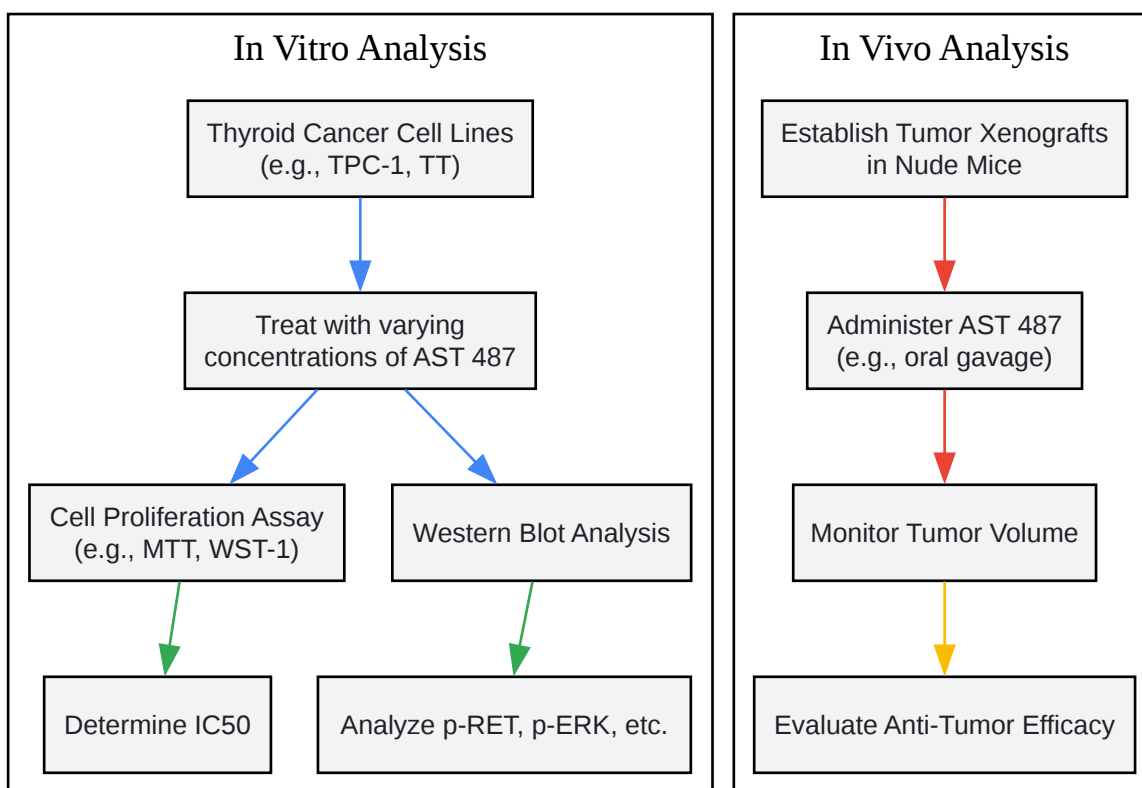 In Vitro Analysis
Thyroid Cancer Cell Lines
(e.g., TPC-1, TT)
Treat with varying
concentrations of AST 487
Cell Proliferation Assay
(e.g., MTT, WST-1)
Western Blot Analysis
Determine IC50
Analyze p-RET, p-ERK, etc.
In Vivo Analysis
Establish Tumor Xenografts
in Nude Mice
Administer AST 487
(e.g., oral gavage)
Monitor Tumor Volume
Evaluate Anti-Tumor Efficacy